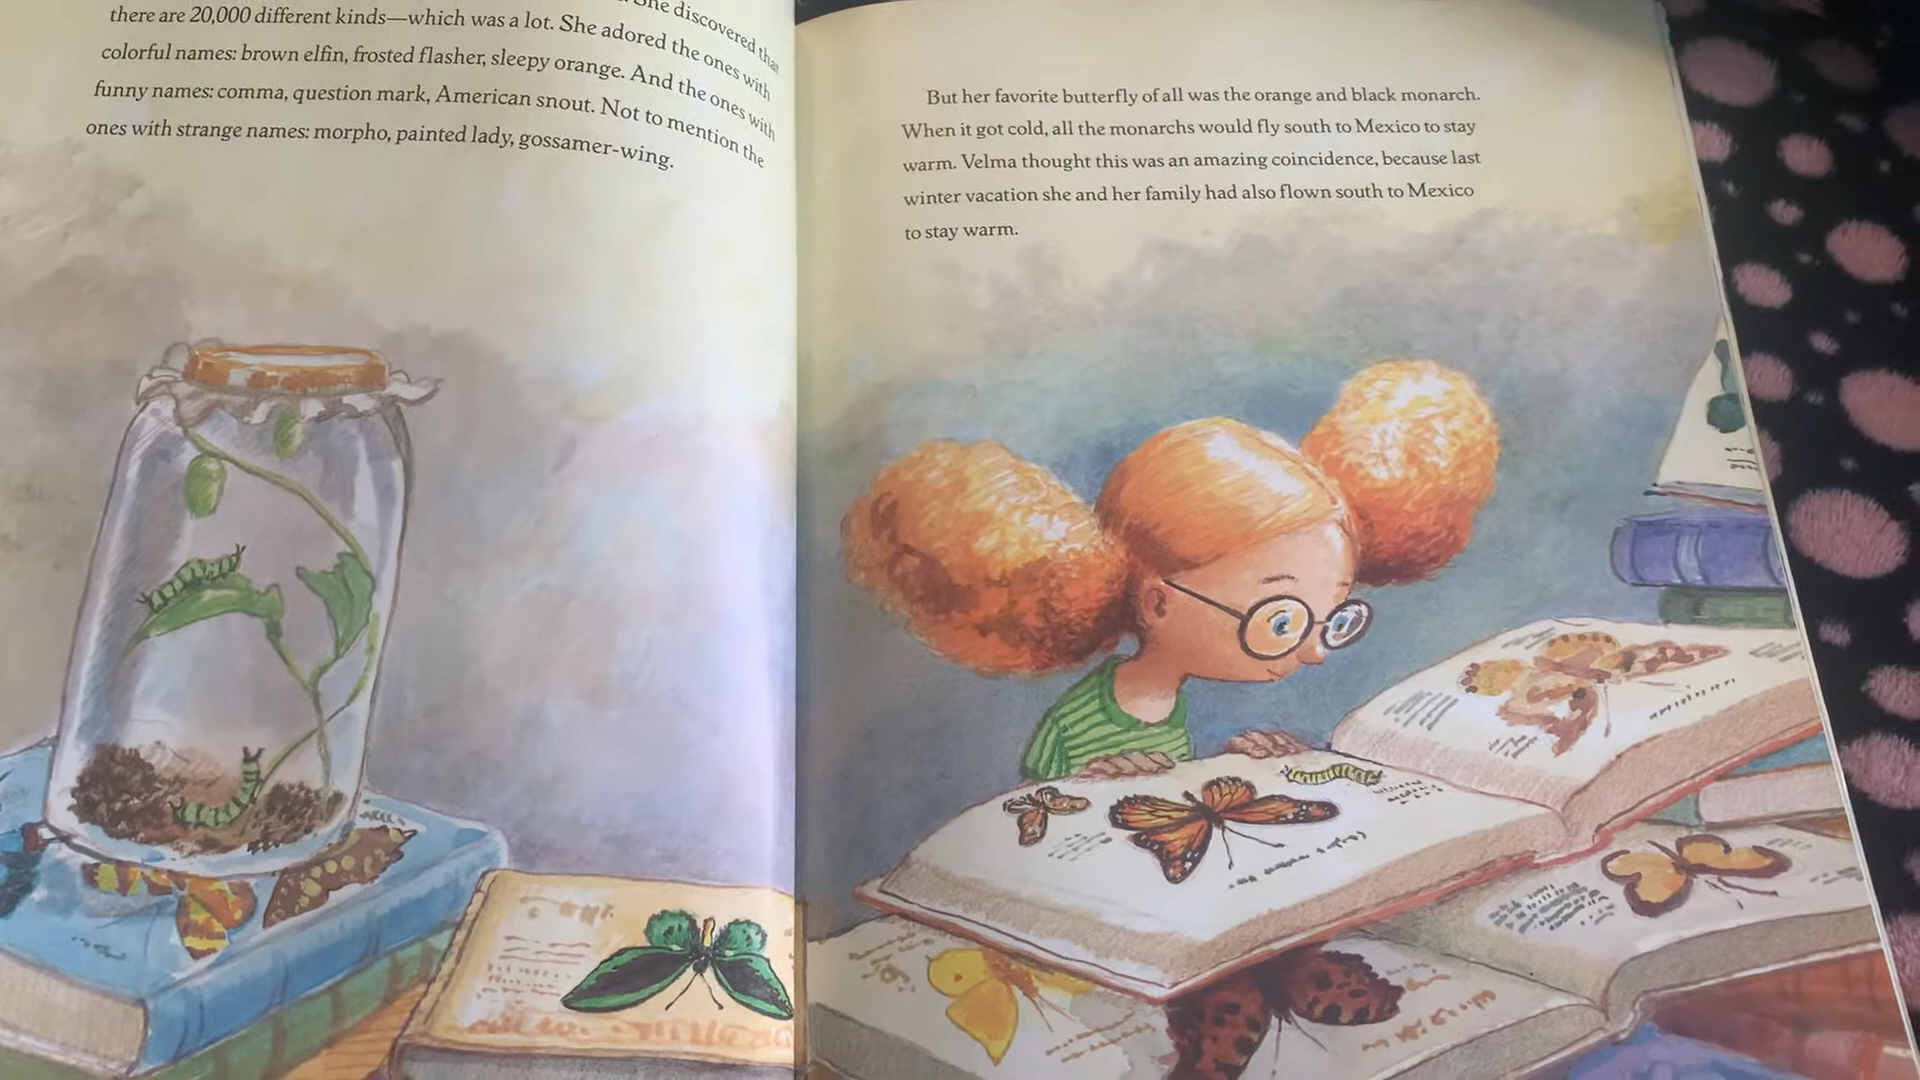 She discovered that
there are 20,000 different kinds—which was a lot. She adored the ones with
colorful names: brown elfin, frosted flasher, sleepy orange. And the ones with
funny names: comma, question mark, American snout. Not to mention the
ones with strange names: morpho, painted lady, gossamer-wing.
But her favorite butterfly of all was the orange and black monarch.
When it got cold, all the monarchs would fly south to Mexico to stay
warm. Velma thought this was an amazing coincidence, because last
winter vacation she and her family had also flown south to Mexico
to stay warm.